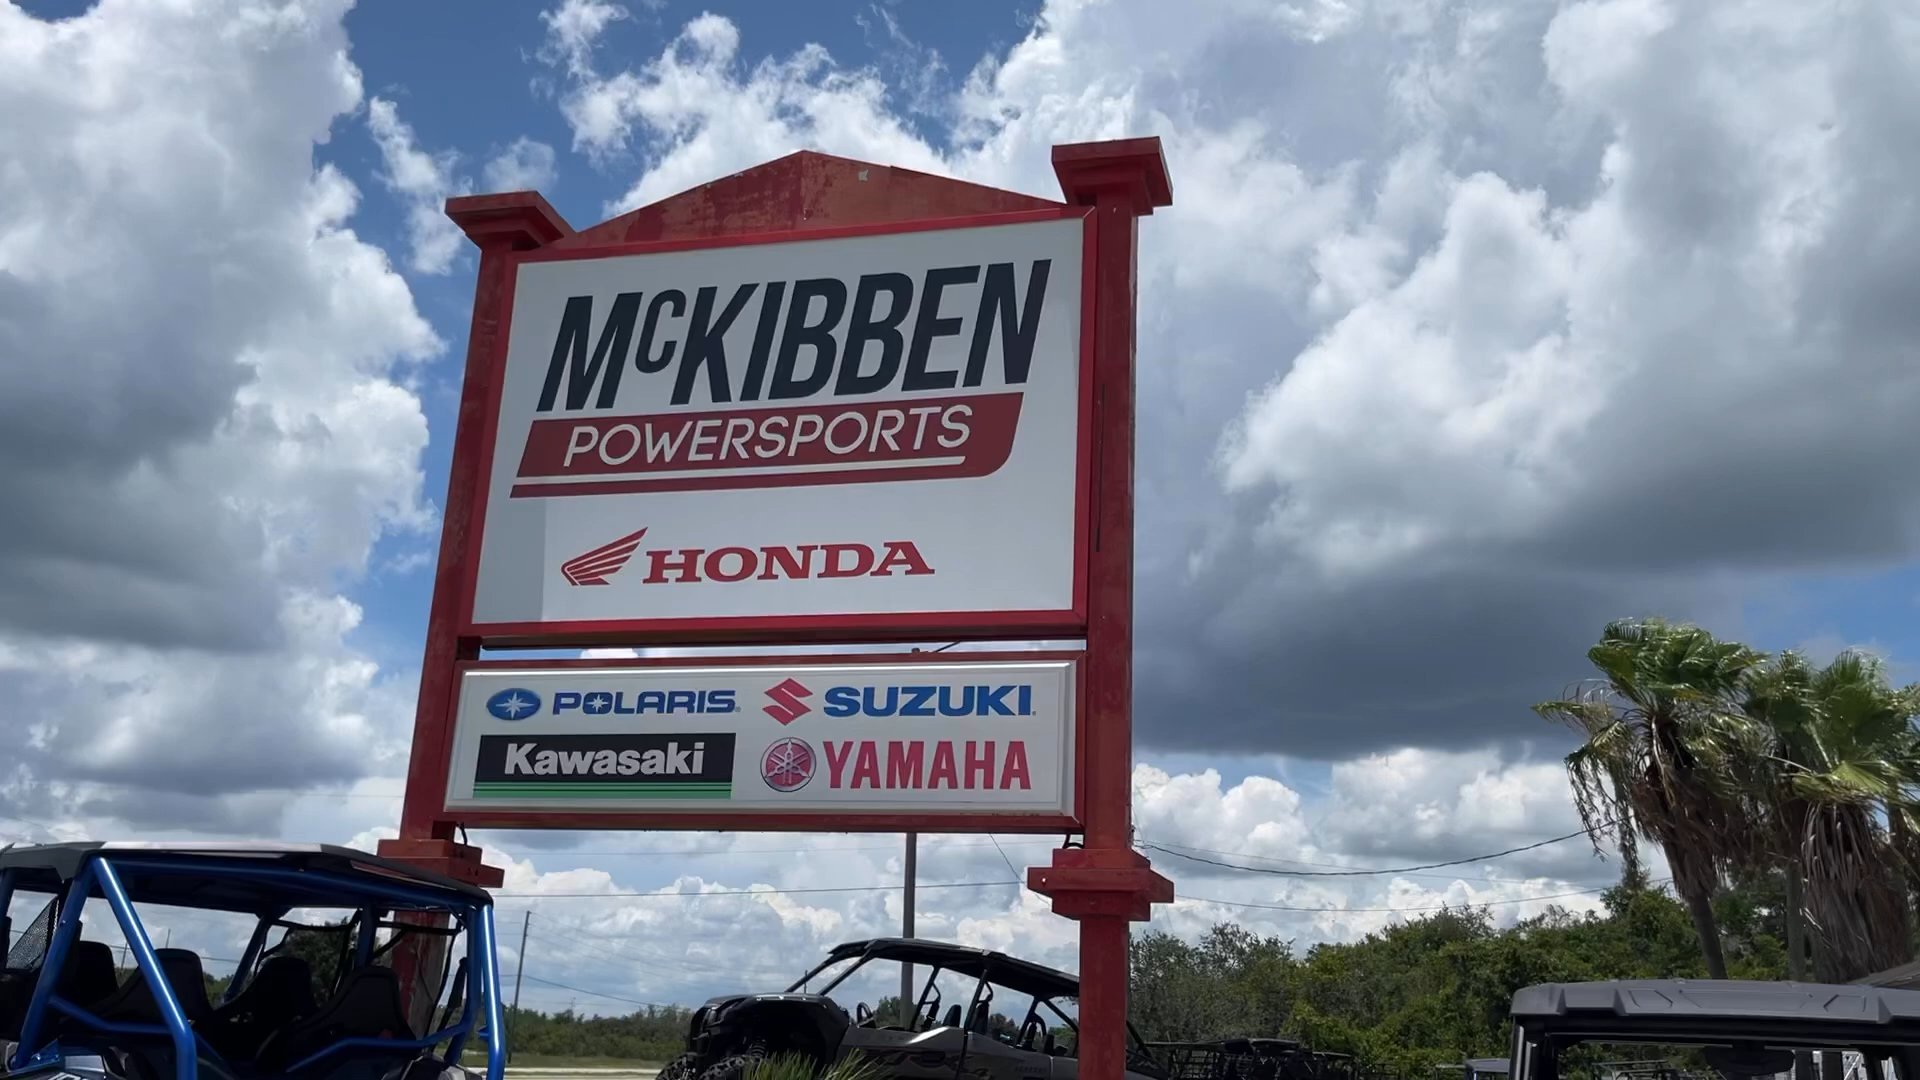 McKIBBEN
POWERSPORTS
HONDA
POLARIS SUZUKI
Kawasaki YAMAHA